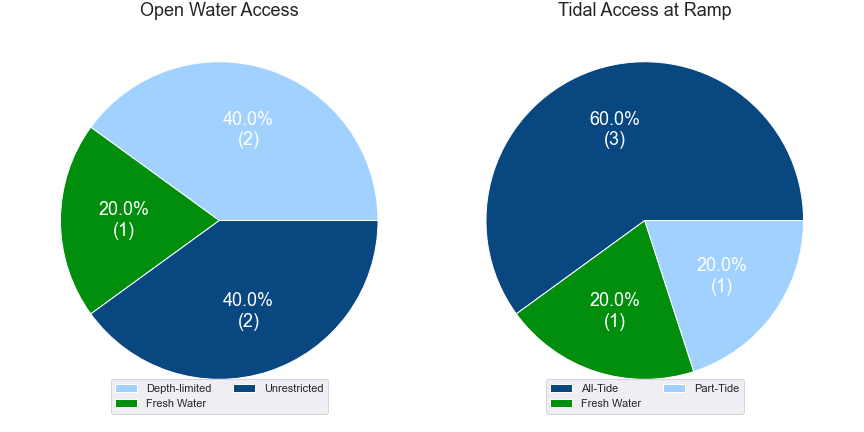 Open Water Access
40.0%
(2)
20.0%
(1)
40.0%
(2)
Depth-limited
Fresh Water
Unrestricted
Tidal Access at Ramp
60.0%
(3)
20.0%
(1)
20.0%
(1)
All-Tide
Fresh Water
Part-Tide